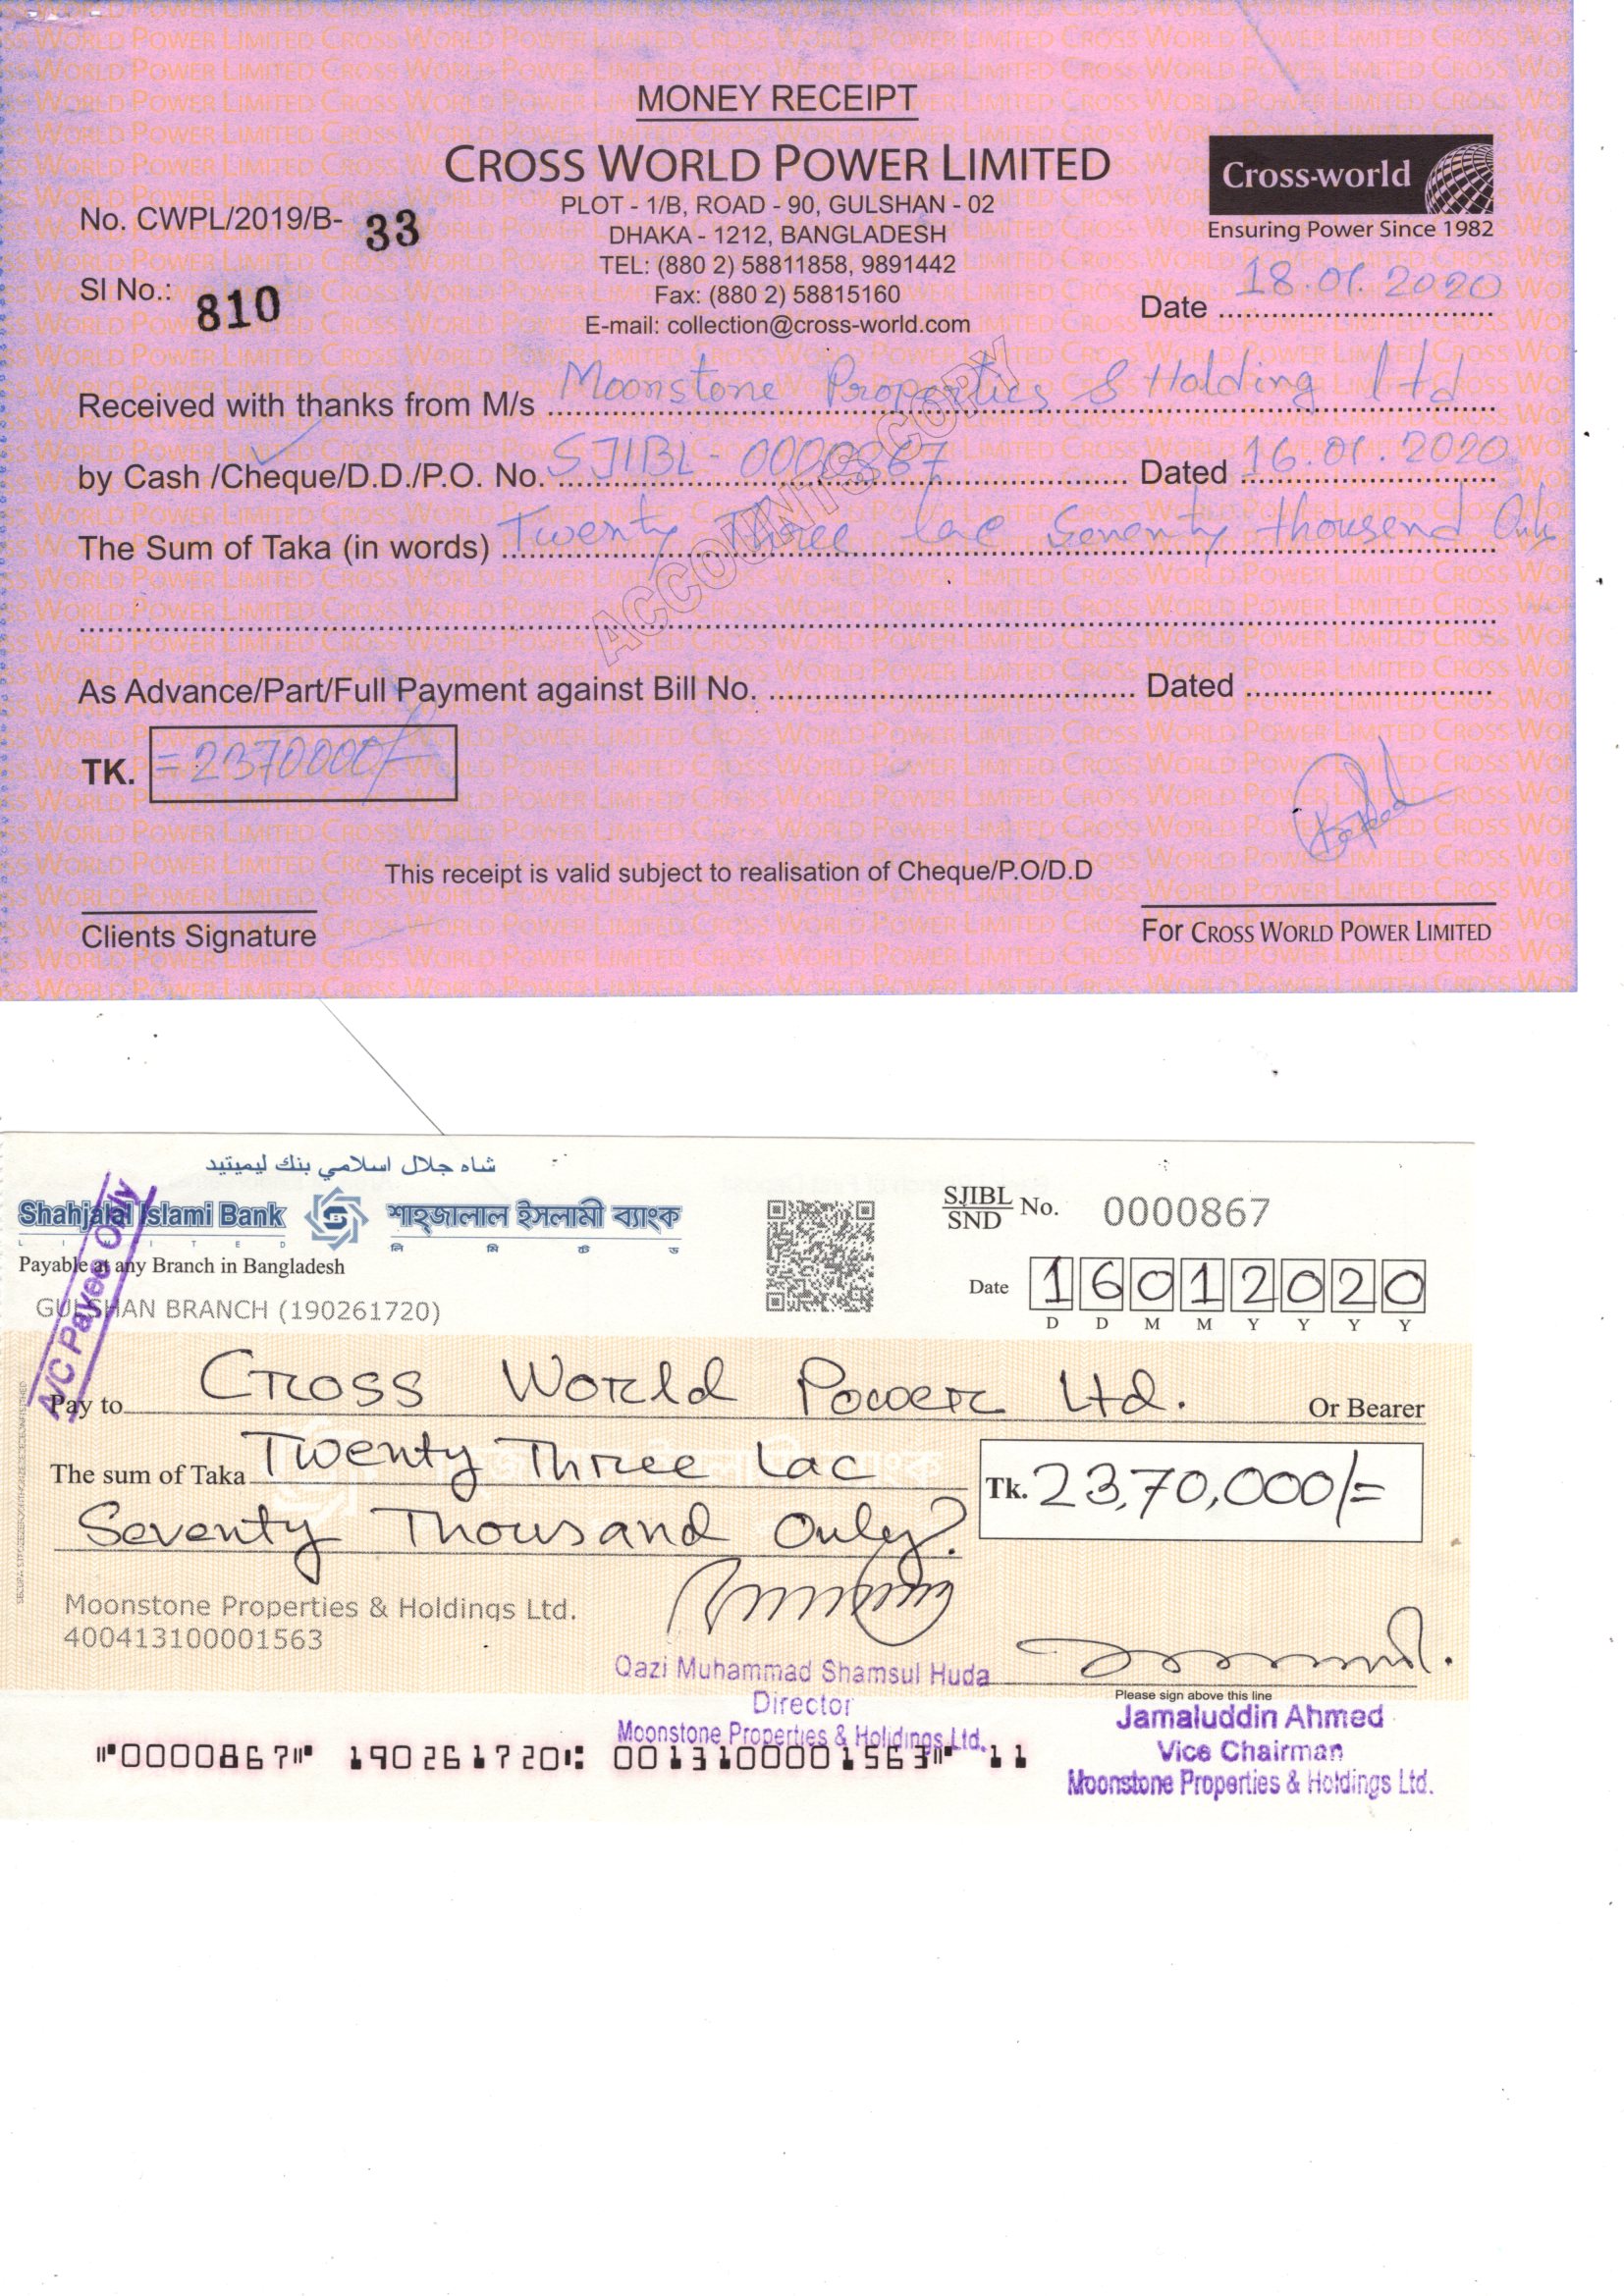 MONEY RECEIPT
CROSS WORLD POWER LIMITED
PLOT - 1/B, ROAD - 90, GULSHAN - 02
DHAKA - 1212, BANGLADESH
TEL: (880 2) 58811858, 9891442
Fax: (880 2) 58815160
E-mail: collection@cross-world.com
Cross-world
Ensuring Power Since 1982
No. CWPL/2019/B- 33
Sl No.: 810
Date 18.01.2020
Received with thanks from M/s Moonstone Properties & Holding Ltd
by Cash /Cheque/D.D./P.O. No. SJIBL - 0000867 Dated 16.01.2020
The Sum of Taka (in words) Twenty Three lac Seventy thousend Only
ACCOUNTS COPY
As Advance/Part/Full Payment against Bill No. Dated
TK. =2370000/-
This receipt is valid subject to realisation of Cheque/P.O/D.D
Clients Signature
For CROSS WORLD POWER LIMITED
شاه جلال اسلامي بنك ليميتيد
Shahjalal Islami Bank শাহ্জালাল ইসলামী ব্যাংক
LIMITED লিমিটেড
Payable at any Branch in Bangladesh
GULSHAN BRANCH (190261720)
A/C Payee Only
SJIBL/SND No. 0000867
Date 16012020
D D M M Y Y Y Y
Pay to Cross World Power Ltd. Or Bearer
The sum of Taka Twenty Three Lac
Seventy Thousand Only.
Tk. 23,70,000/=
Moonstone Properties & Holdings Ltd.
400413100001563
Qazi Muhammad Shamsul Huda
Director
Moonstone Properties & Holidings Ltd.
Please sign above this line
Jamaluddin Ahmed
Vice Chairman
Moonstone Properties & Holdings Ltd.
⑈0000867⑈ 190261720⑆ 0013100001563⑈ 11